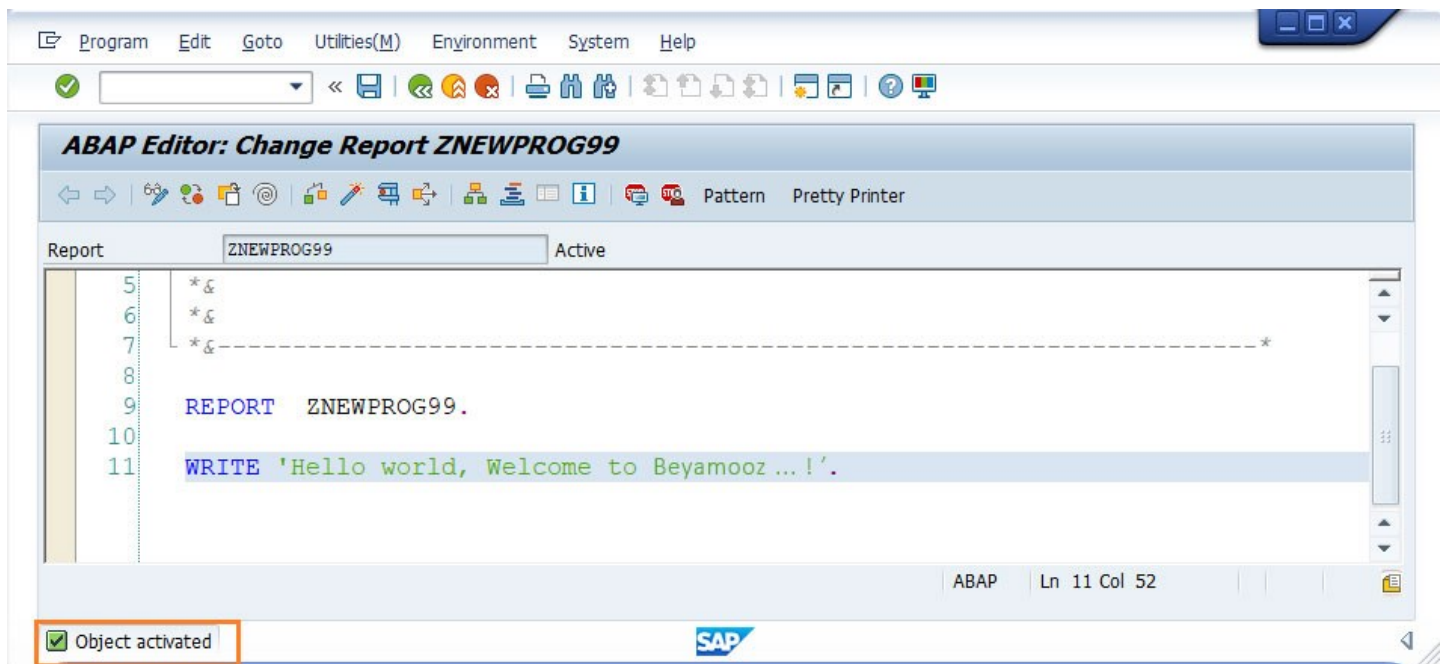 Program Edit Goto Utilities(M) Environment System Help
ABAP Editor: Change Report ZNEWPROG99
Pattern Pretty Printer
Report ZNEWPROG99 Active
5 *&
6 *&
7 *&---------------------------------------------------------------------*
8
9 REPORT ZNEWPROG99.
10
11 WRITE 'Hello world, Welcome to Beyamooz ...!′.
ABAP Ln 11 Col 52
Object activated SAP